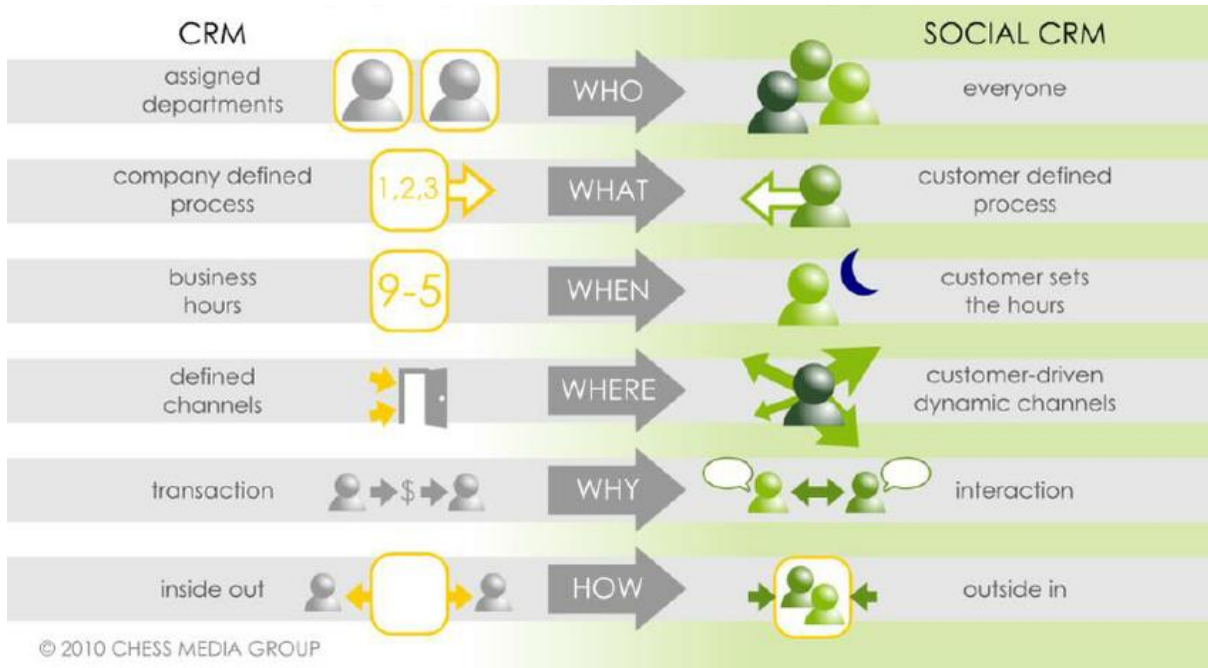 CRM
SOCIAL CRM
assigned
departments
WHO
everyone
company defined
process
1,2,3
WHAT
customer defined
process
business
hours
9-5
WHEN
customer sets
the hours
defined
channels
WHERE
customer-driven
dynamic channels
transaction
$
WHY
interaction
inside out
HOW
outside in
© 2010 CHESS MEDIA GROUP